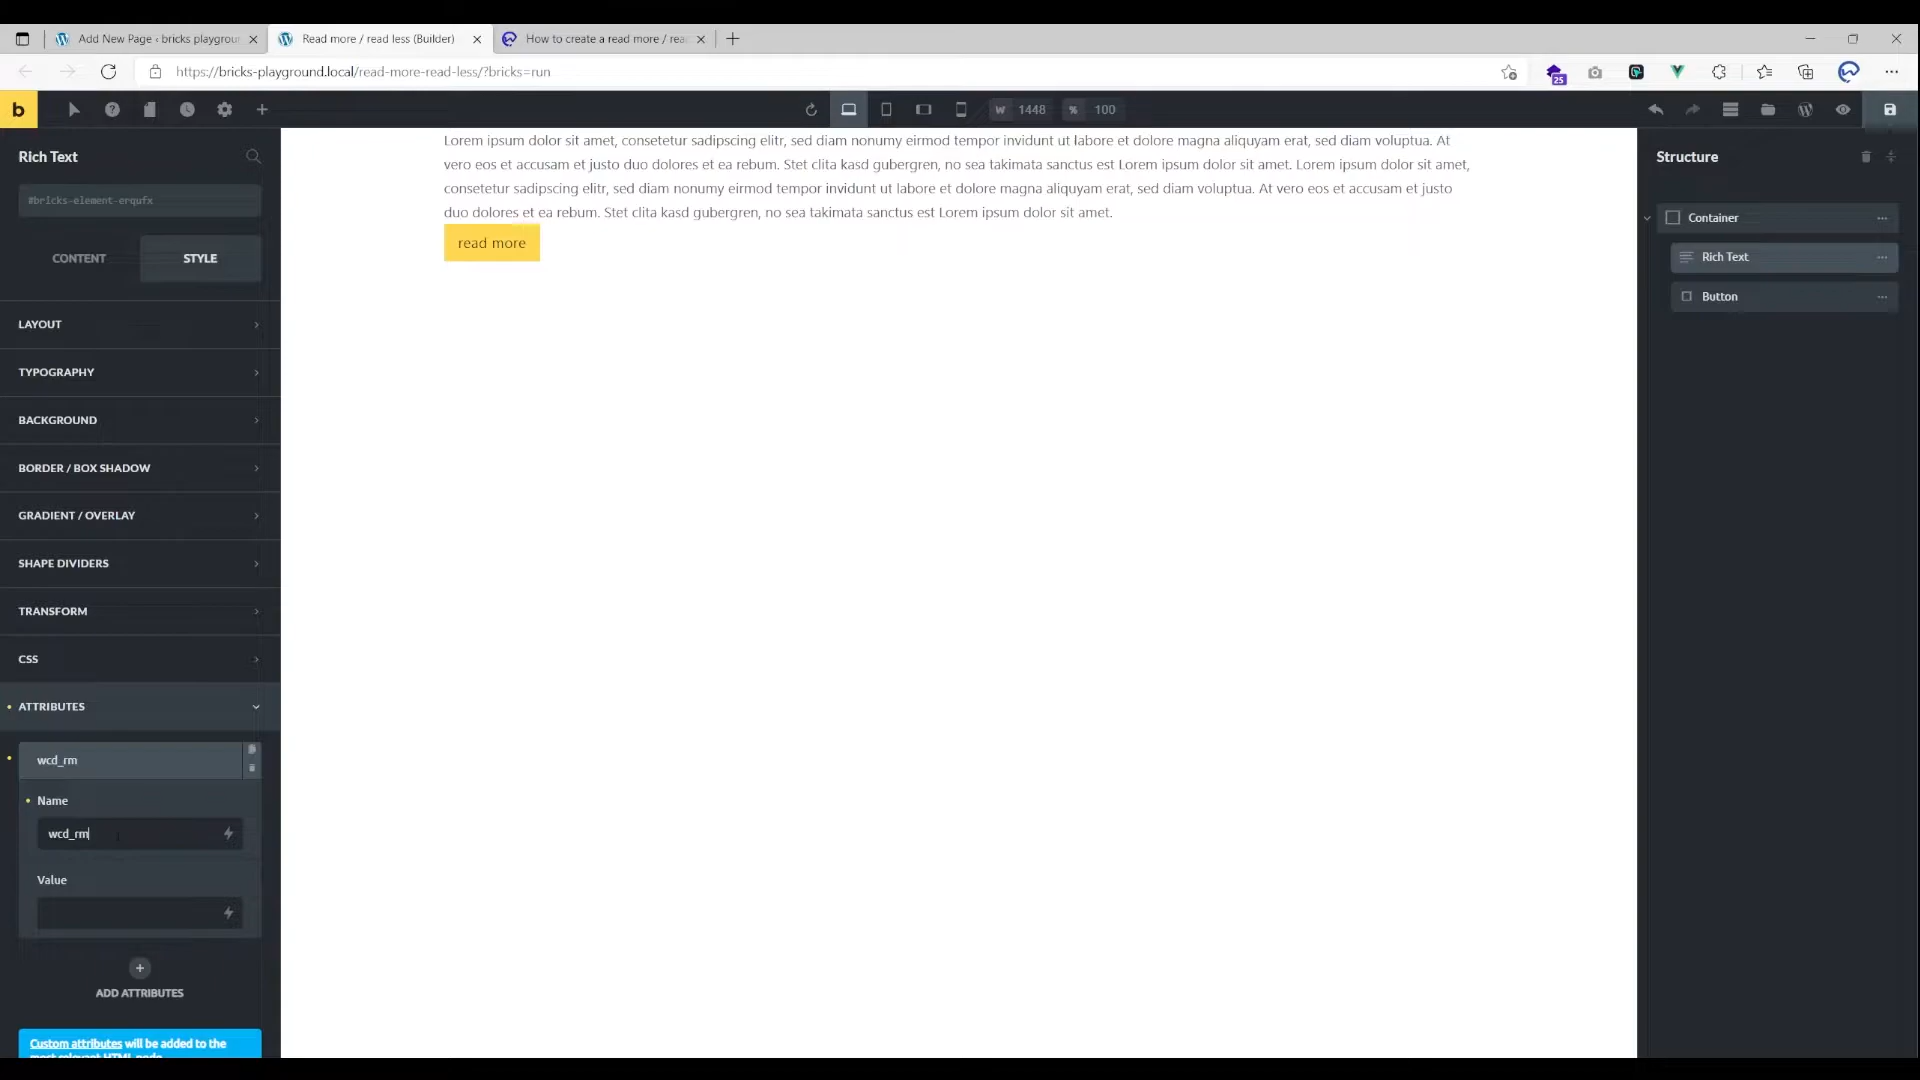 Add New Page ‹ bricks playgroun
Read more / read less (Builder)
How to create a read more / rea
https://bricks-playground.local/read-more-read-less/?bricks=run
25
b
W 1448 % 100
Rich Text
#bricks-element-erqufx
CONTENT STYLE
LAYOUT
TYPOGRAPHY
BACKGROUND
BORDER / BOX SHADOW
GRADIENT / OVERLAY
SHAPE DIVIDERS
TRANSFORM
CSS
ATTRIBUTES
wcd_rm
Name
wcd_rm
Value
ADD ATTRIBUTES
Custom attributes will be added to the
most relevant HTML node
Lorem ipsum dolor sit amet, consetetur sadipscing elitr, sed diam nonumy eirmod tempor invidunt ut labore et dolore magna aliquyam erat, sed diam voluptua. At
vero eos et accusam et justo duo dolores et ea rebum. Stet clita kasd gubergren, no sea takimata sanctus est Lorem ipsum dolor sit amet. Lorem ipsum dolor sit amet,
consetetur sadipscing elitr, sed diam nonumy eirmod tempor invidunt ut labore et dolore magna aliquyam erat, sed diam voluptua. At vero eos et accusam et justo
duo dolores et ea rebum. Stet clita kasd gubergren, no sea takimata sanctus est Lorem ipsum dolor sit amet.
read more
Structure
Container
Rich Text
Button